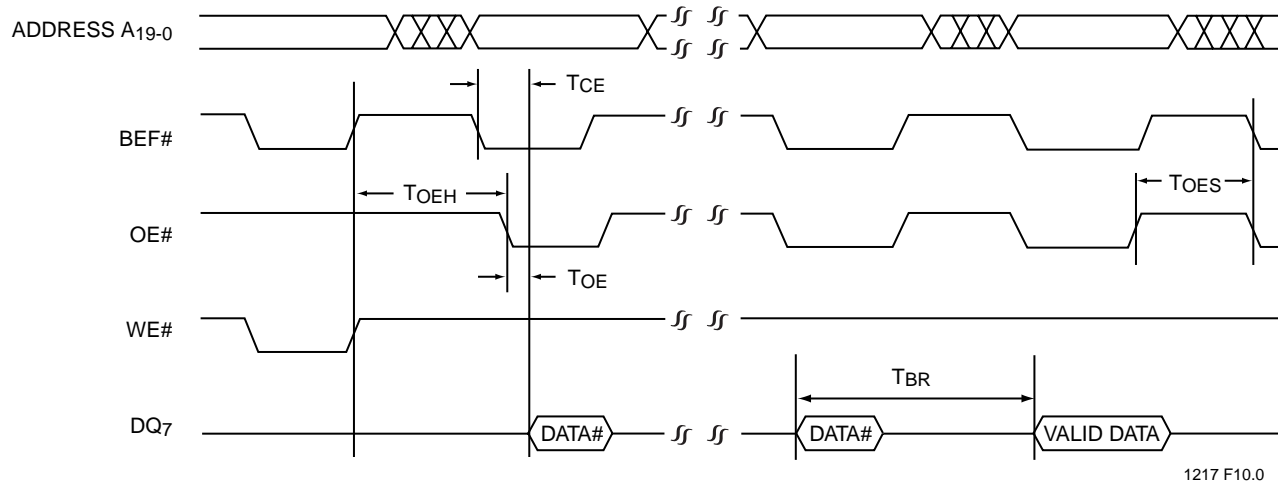 ADDRESS A19-0
TCE
BEF#
TOEH
TOES
OE#
TOE
WE#
TBR
DQ7
DATA#
DATA#
VALID DATA
1217 F10.0